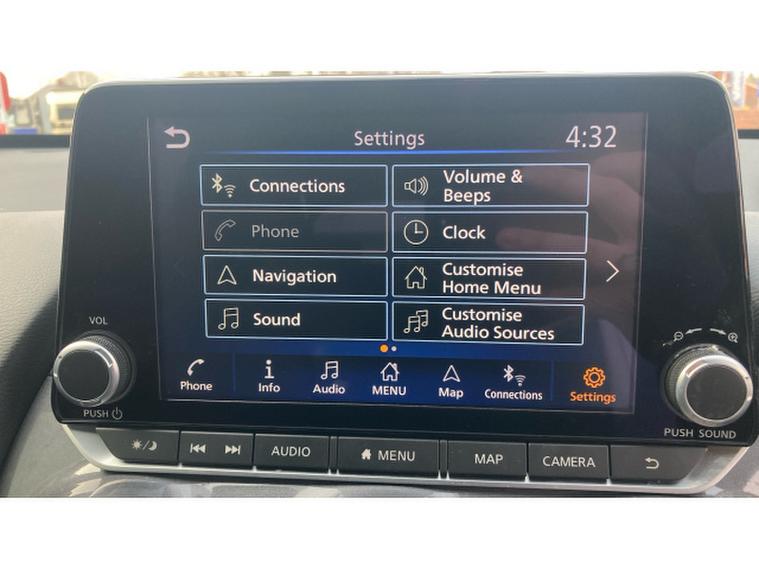 Settings
4:32
Connections
Volume &
Beeps
Phone
Clock
Navigation
Customise
Home Menu
Sound
Customise
Audio Sources
Phone
Info
Audio
MENU
Map
Connections
Settings
VOL
PUSH
PUSH SOUND
AUDIO
MENU
MAP
CAMERA